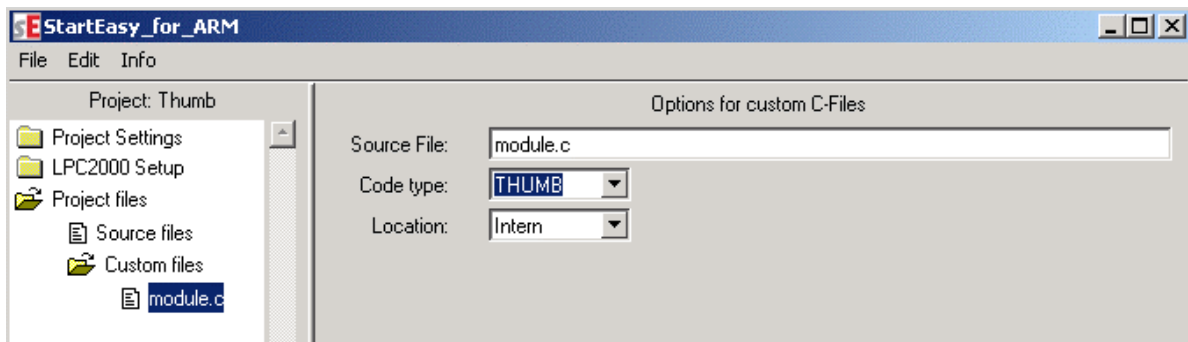 SE StartEasy_for_ARM
File Edit Info
Project: Thumb
Project Settings
LPC2000 Setup
Project files
Source files
Custom files
module.c
Options for custom C-Files
Source File: module.c
Code type: THUMB
Location: Intern